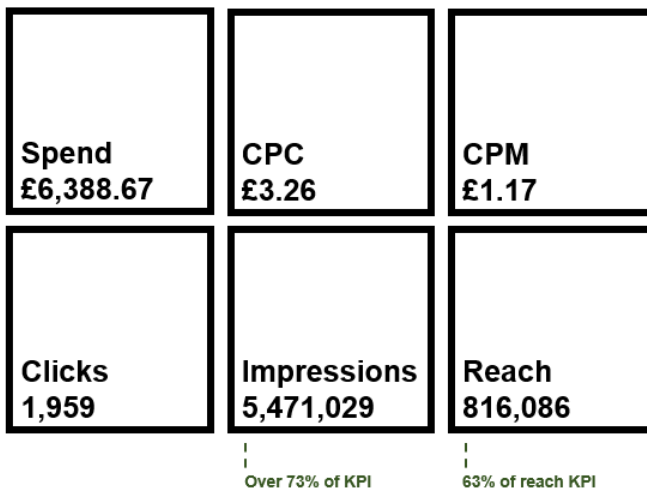 Spend
£6,388.67
CPC
£3.26
CPM
£1.17
Clicks
1,959
Impressions
5,471,029
Reach
816,086
Over 73% of KPI
63% of reach KPI